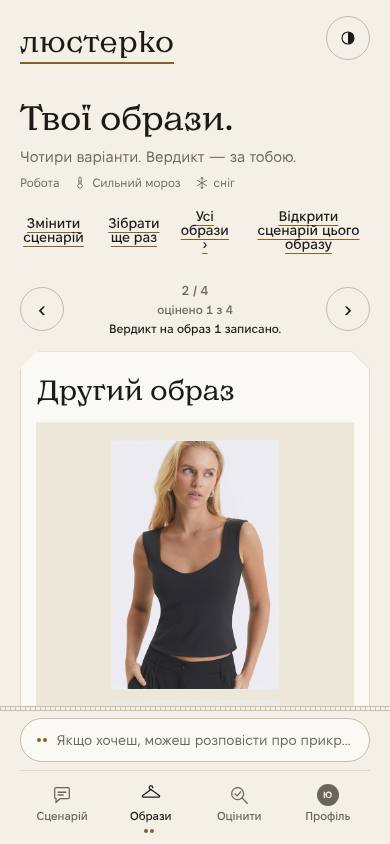 люстерко
Твої образи.
Чотири варіанти. Вердикт — за тобою.
Робота Сильний мороз сніг
Змінити сценарій
Зібрати ще раз
Усі образи ›
Відкрити сценарій цього образу
‹
2 / 4
оцінено 1 з 4
Вердикт на образ 1 записано.
›
Другий образ
Якщо хочеш, можеш розповісти про прикр...
Сценарій
Образи
Оцінити
Ю
Профіль